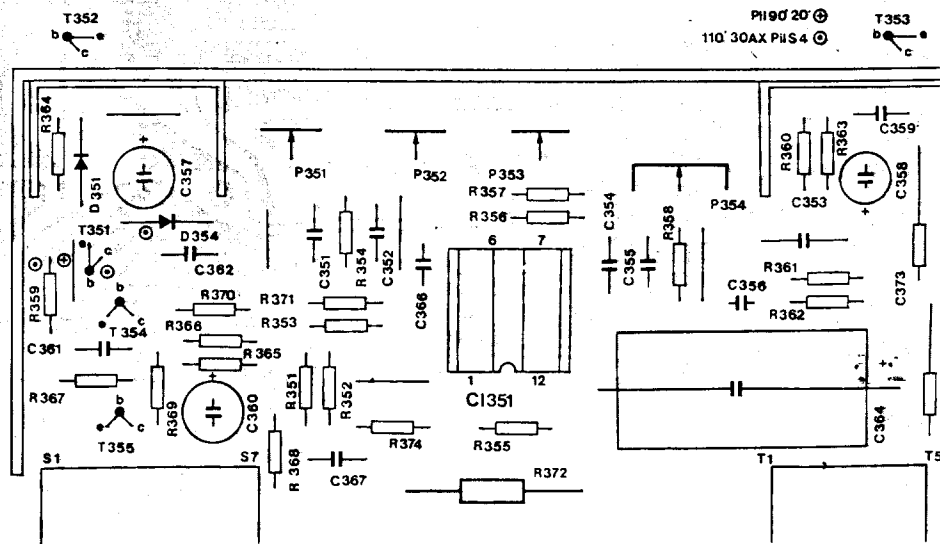 T352
b e
c
PII90° 20" ⊕
110° 30AX PIIS4 ⊙
T353
b e
c
R364
D351
+
C357
P351
P352
P353
P354
R360
R363
C359
C358
+
R357
R356
C353
C354
C355
R358
T351
e c
b
D354
C362
C351
R354
C352
C366
6 7
1 12
CI351
R361
R362
C356
C373
R359
T354
b
e c
R370
R371
R366
R353
R365
C361
R367
R369
+
C360
R351
R352
T355
b
e c
R374
R355
C364
+
S1
S7
R368
C367
R372
T1
T5